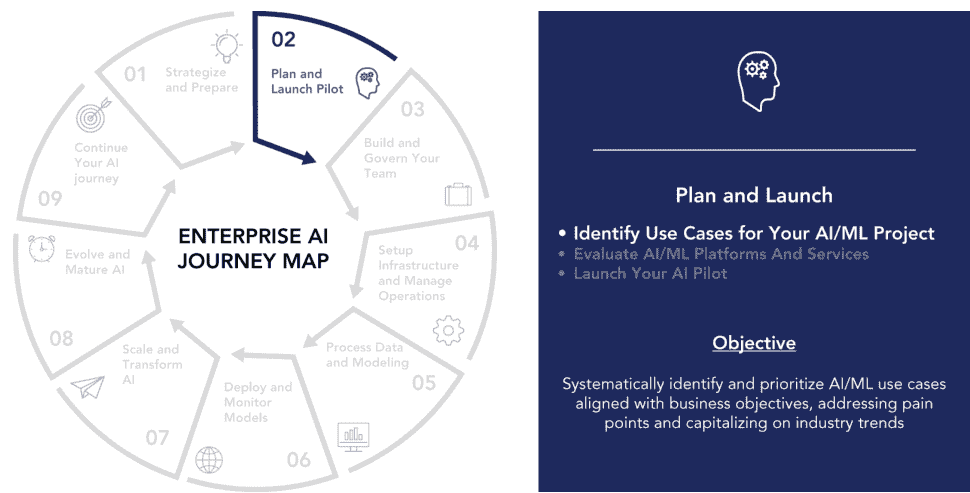 01
Strategize
and Prepare
02
Plan and
Launch Pilot
03
Build and
Govern Your
Team
04
Setup
Infrastructure
and Manage
Operations
Process Data
and Modeling
05
Deploy and
Monitor
Models
06
Scale and
Transform
AI
07
Evolve and
Mature AI
08
Continue
Your AI
journey
09
ENTERPRISE AI
JOURNEY MAP
Plan and Launch
• Identify Use Cases for Your AI/ML Project
• Evaluate AI/ML Platforms And Services
• Launch Your AI Pilot
Objective
Systematically identify and prioritize AI/ML use cases
aligned with business objectives, addressing pain
points and capitalizing on industry trends